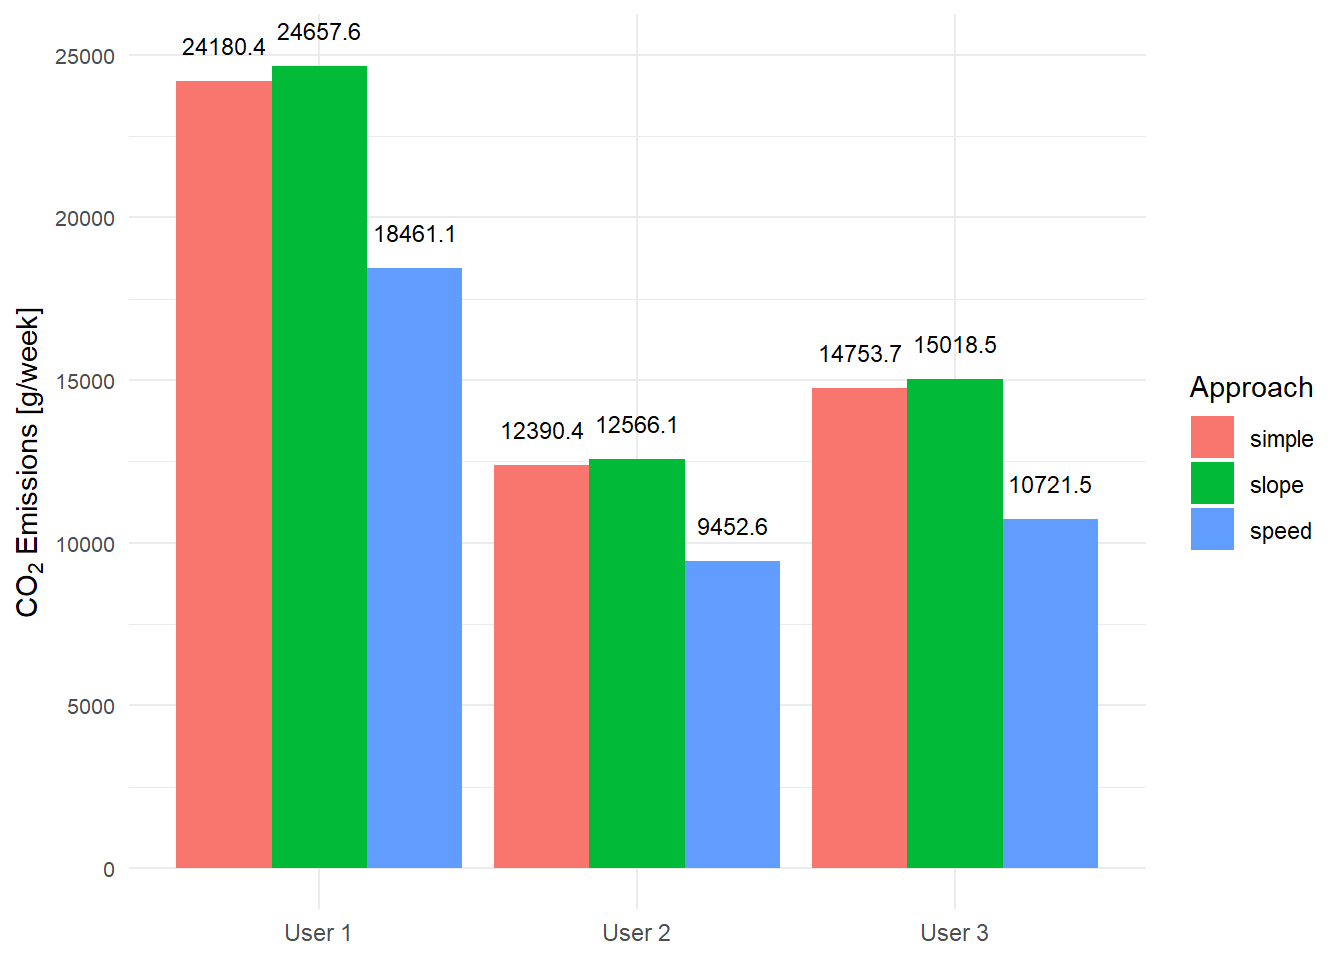 24180.4
24657.6
18461.1
12390.4
12566.1
9452.6
14753.7
15018.5
10721.5
25000
20000
15000
10000
5000
0
CO₂ Emissions [g/week]
User 1
User 2
User 3
Approach
simple
slope
speed